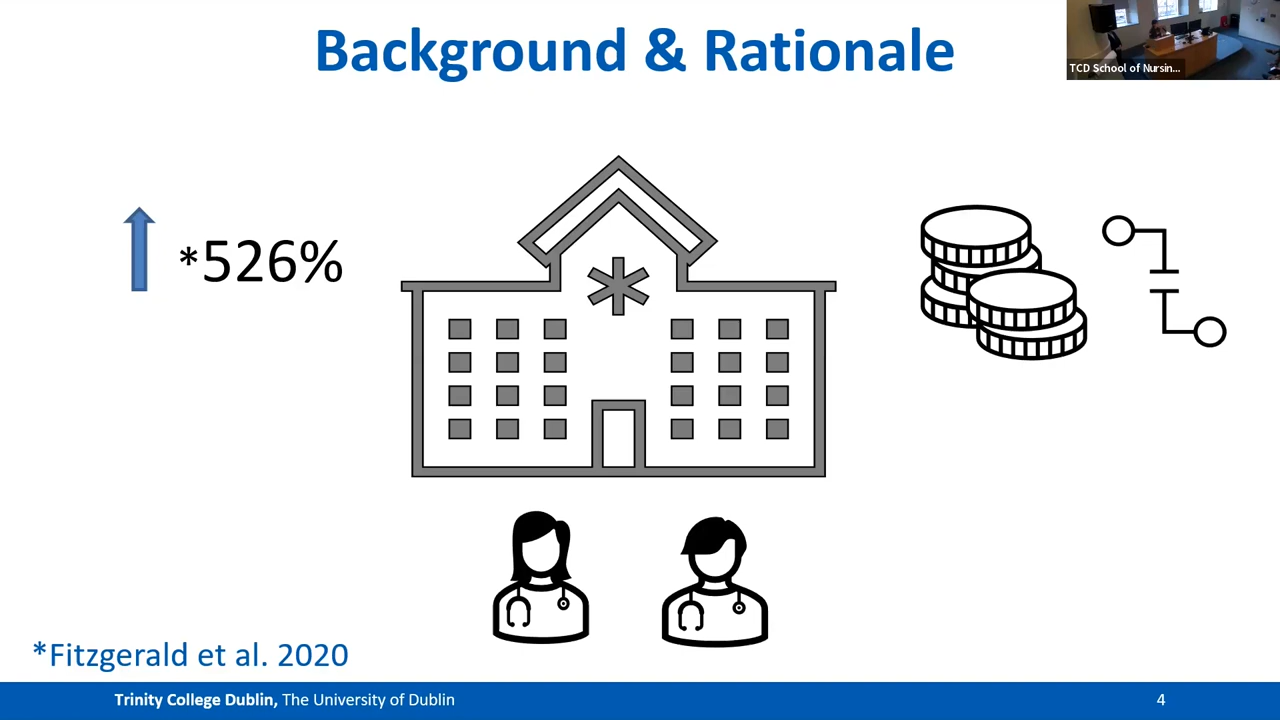 Background & Rationale
TCD School of Nursin...
*526%
*Fitzgerald et al. 2020
Trinity College Dublin, The University of Dublin
4